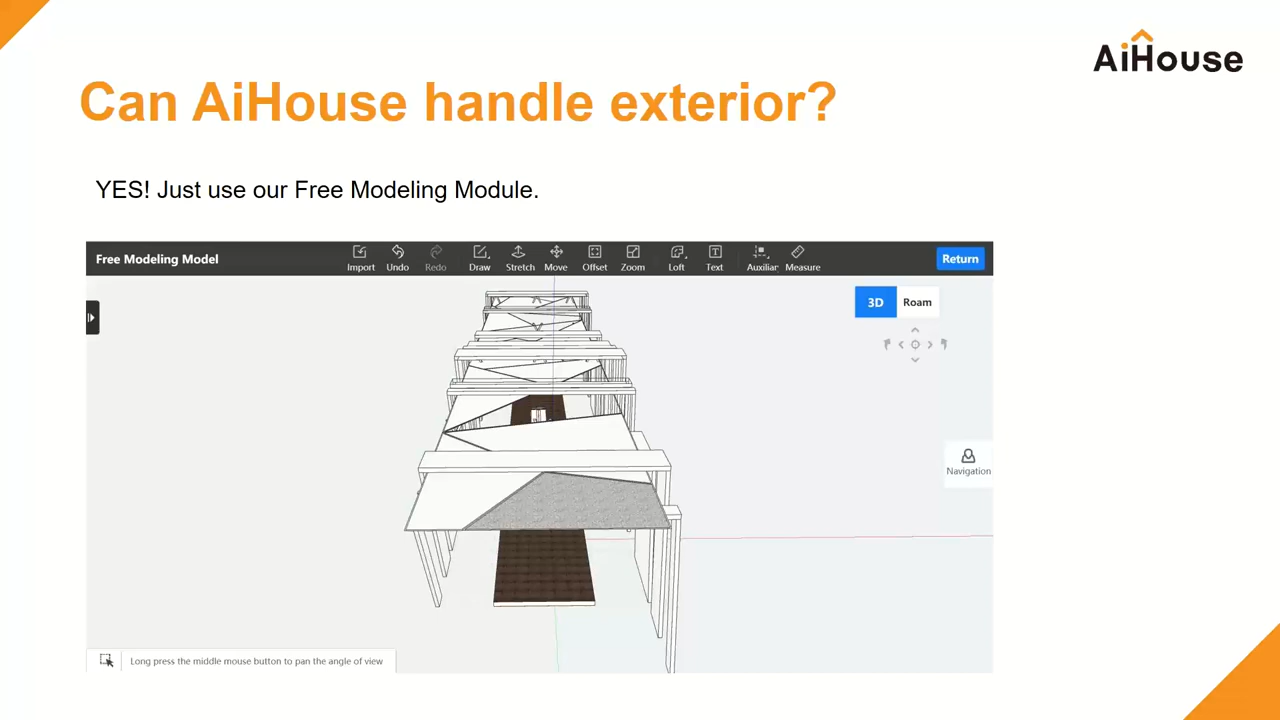 AiHouse
Can AiHouse handle exterior?
YES! Just use our Free Modeling Module.
Free Modeling Model
Import Undo Redo Draw Stretch Move Offset Zoom Loft Text Auxiliar Measure
Return
3D Roam
Navigation
Long press the middle mouse button to pan the angle of view